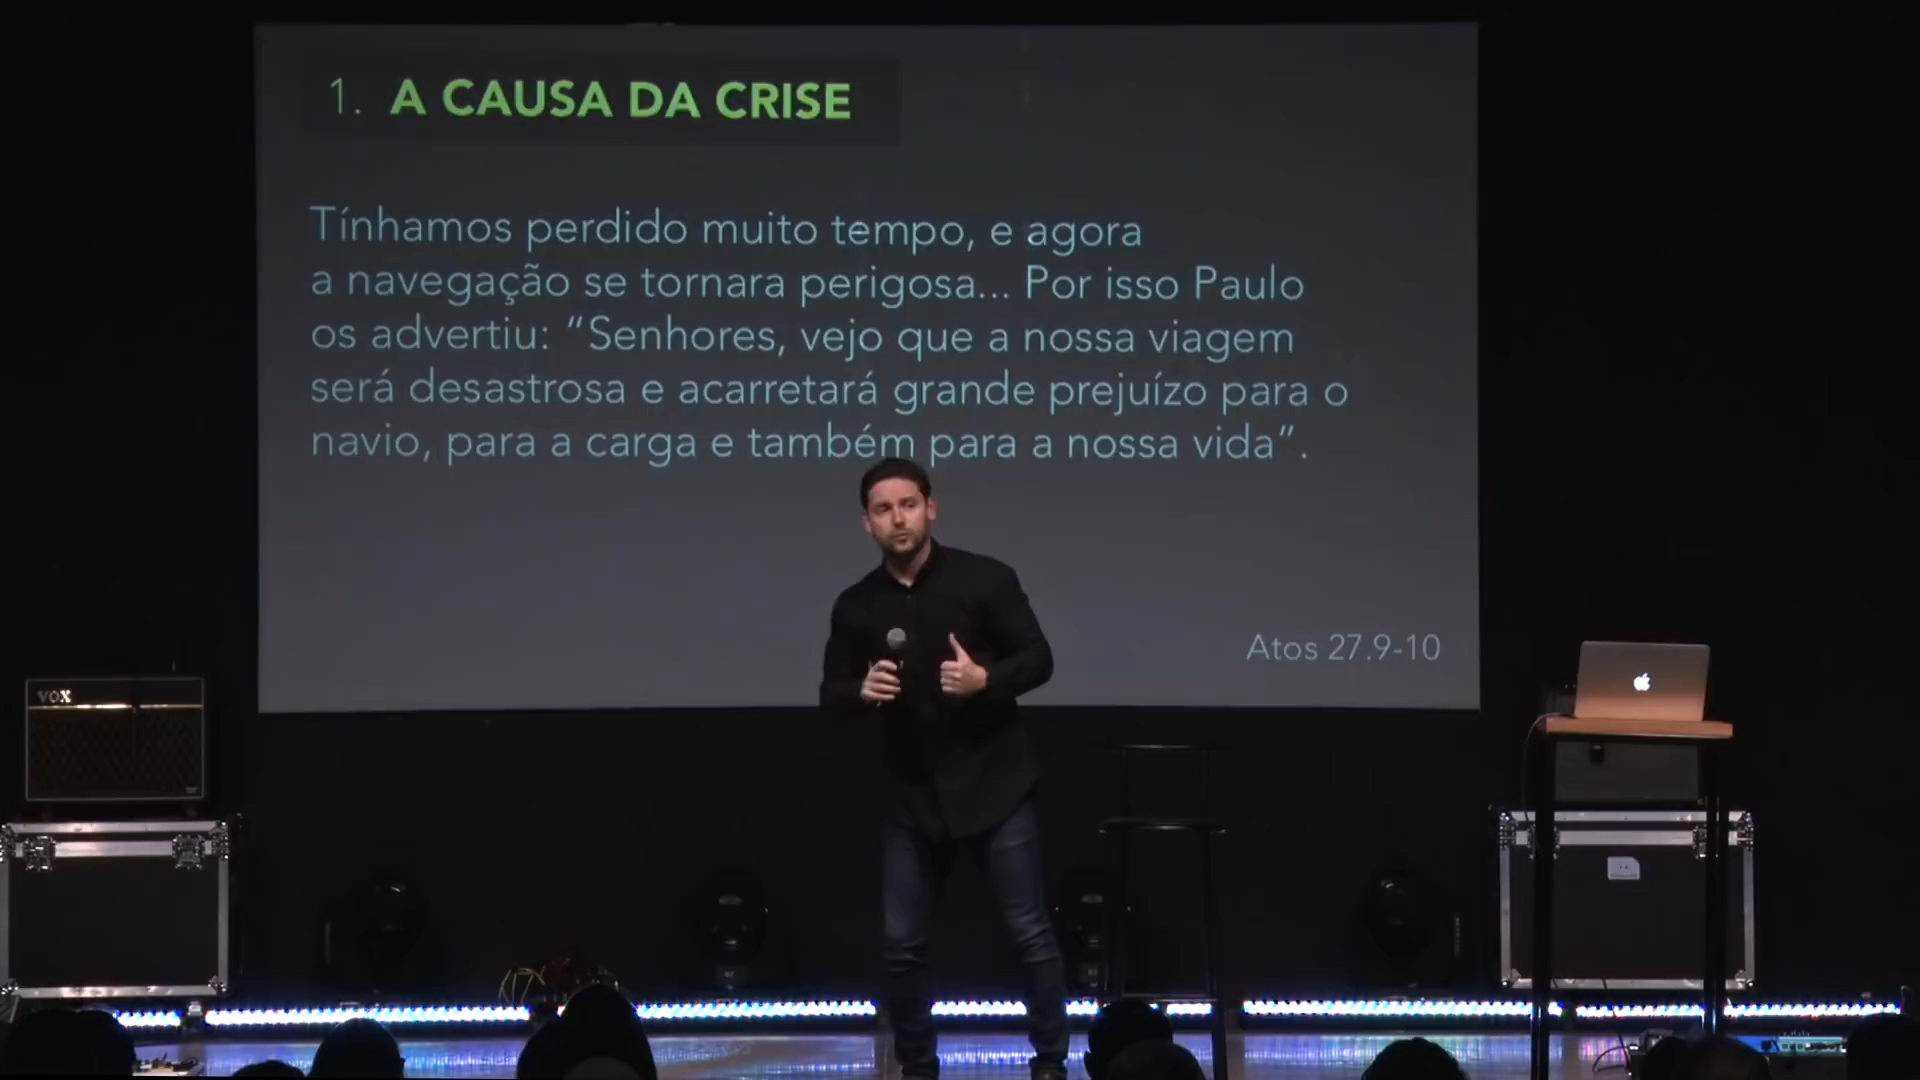 1. A CAUSA DA CRISE
Tínhamos perdido muito tempo, e agora
a navegação se tornara perigosa... Por isso Paulo
os advertiu: “Senhores, vejo que a nossa viagem
será desastrosa e acarretará grande prejuízo para o
navio, para a carga e também para a nossa vida”.
Atos 27.9-10
VOX